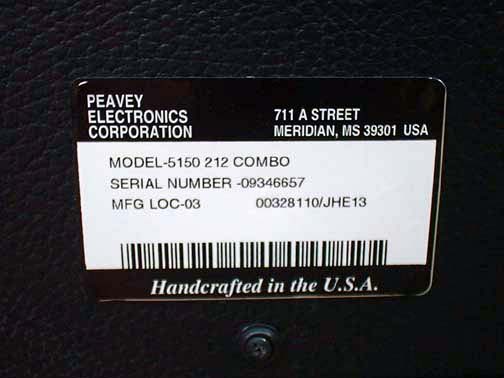 PEAVEY
ELECTRONICS
CORPORATION
711 A STREET
MERIDIAN, MS 39301 USA
MODEL-5150 212 COMBO
SERIAL NUMBER -09346657
MFG LOC-03 00328110/JHE13
Handcrafted in the U.S.A.